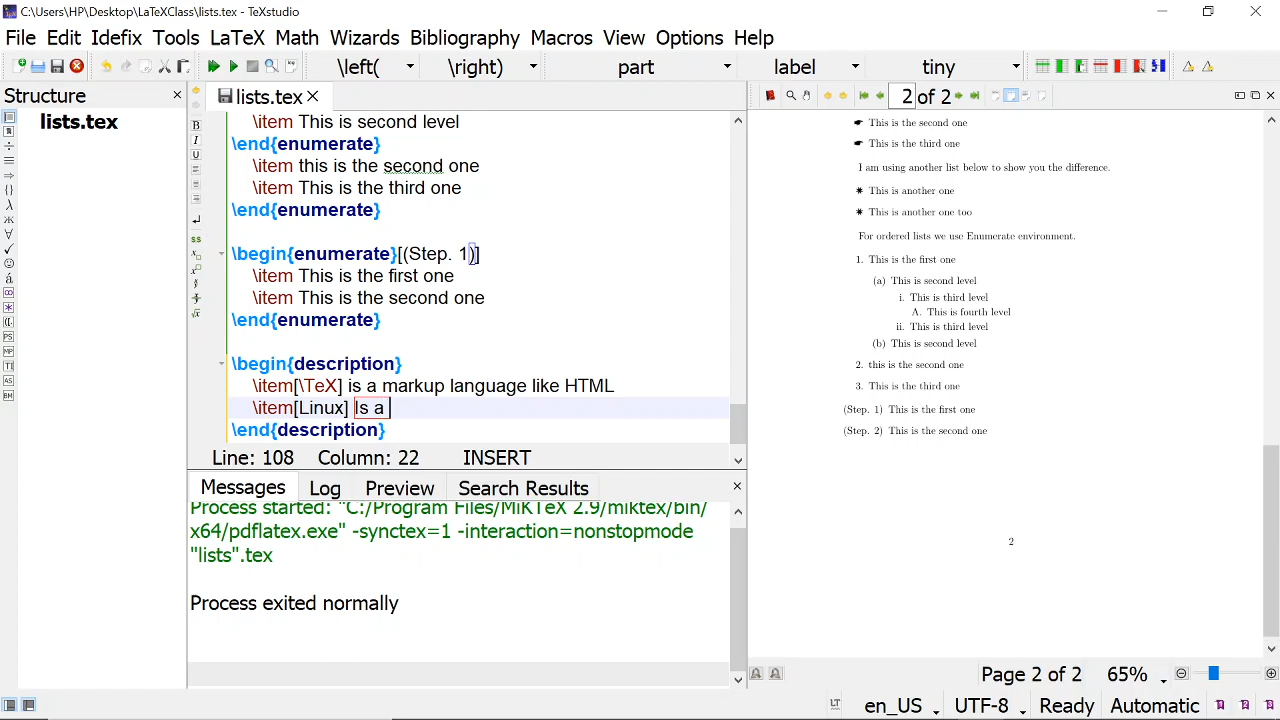 C:\Users\HP\Desktop\LaTeXClass\lists.tex - TeXstudio
File Edit Idefix Tools LaTeX Math Wizards Bibliography Macros View Options Help
\left( \right) part label tiny
Structure
lists.tex
lists.tex
\item This is second level
\end{enumerate}
\item this is the second one
\item This is the third one
\end{enumerate}
\begin{enumerate}[(Step. 1)]
\item This is the first one
\item This is the second one
\end{enumerate}
\begin{description}
\item[\TeX] is a markup language like HTML
\item[Linux] Is a
\end{description}
Line: 108 Column: 22 INSERT
Messages Log Preview Search Results
Process started: "C:/Program Files/MiKTeX 2.9/miktex/bin/
x64/pdflatex.exe" -synctex=1 -interaction=nonstopmode
"lists".tex
Process exited normally
2 of 2
This is the second one
This is the third one
I am using another list below to show you the difference.
✷ This is another one
✷ This is another one too
For ordered lists we use Enumerate environment.
1. This is the first one
(a) This is second level
i. This is third level
A. This is fourth level
ii. This is third level
(b) This is second level
2. this is the second one
3. This is the third one
(Step. 1) This is the first one
(Step. 2) This is the second one
2
Page 2 of 2 65%
LT en_US UTF-8 Ready Automatic